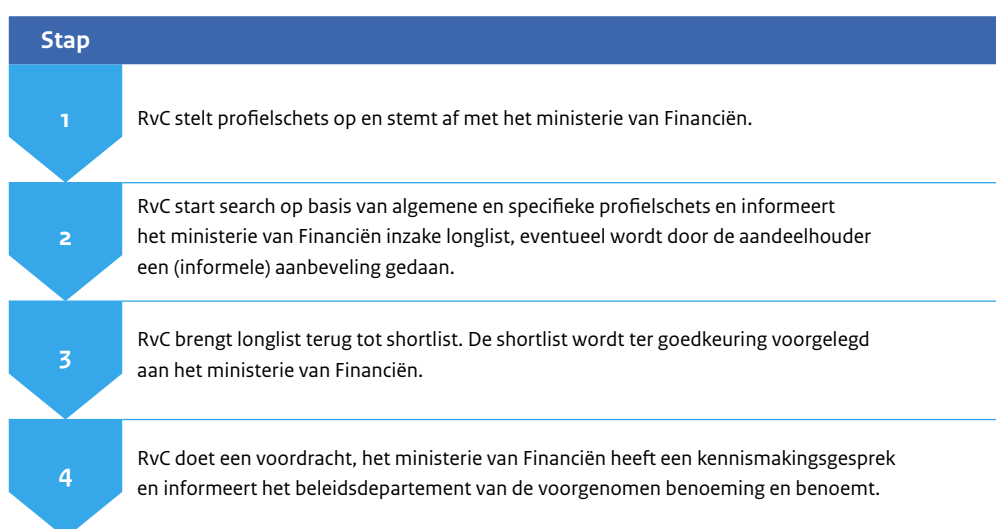 Stap
1
RvC stelt profielschets op en stemt af met het ministerie van Financiën.
2
RvC start search op basis van algemene en specifieke profielschets en informeert
het ministerie van Financiën inzake longlist, eventueel wordt door de aandeelhouder
een (informele) aanbeveling gedaan.
3
RvC brengt longlist terug tot shortlist. De shortlist wordt ter goedkeuring voorgelegd
aan het ministerie van Financiën.
4
RvC doet een voordracht, het ministerie van Financiën heeft een kennismakingsgesprek
en informeert het beleidsdepartement van de voorgenomen benoeming en benoemt.